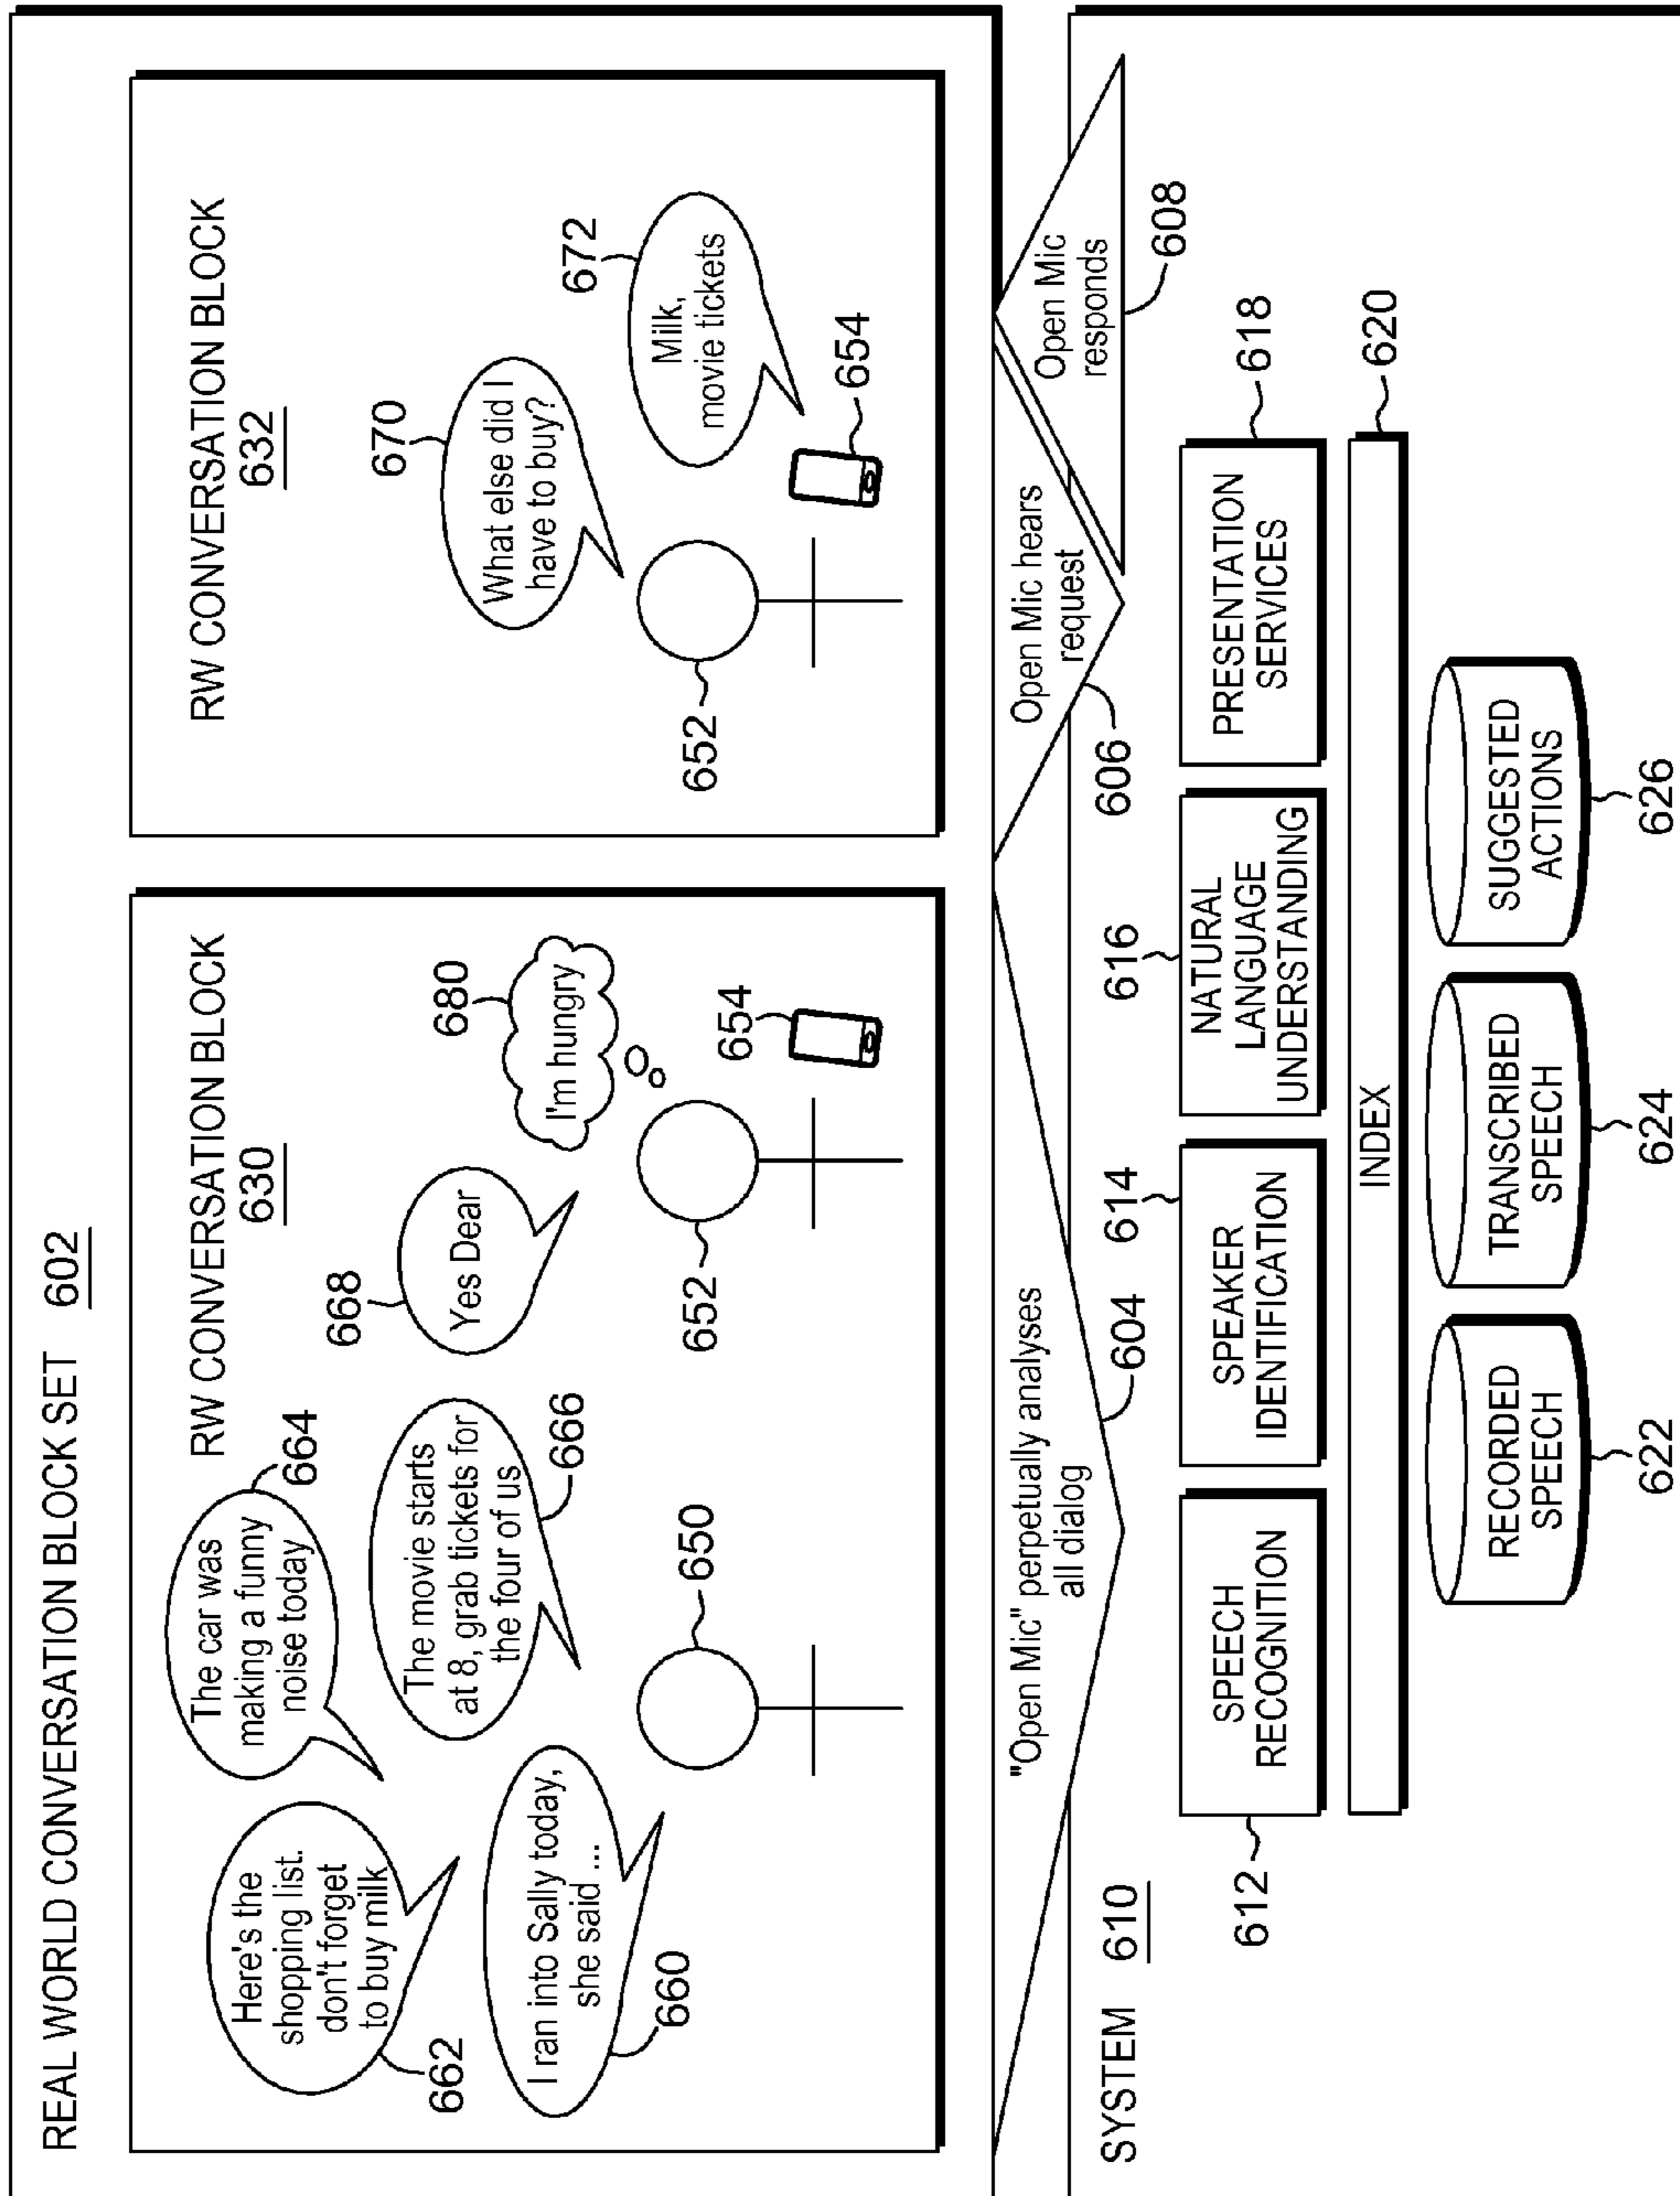 REAL WORLD CONVERSATION BLOCK SET 602
RW CONVERSATION BLOCK
630
Here's the
shopping list.
don't forget
to buy milk
662
The car was
making a funny
noise today
664
I ran into Sally today,
she said ...
660
The movie starts
at 8, grab tickets for
the four of us
666
650
Yes Dear
668
I'm hungry
680
652
654
RW CONVERSATION BLOCK
632
What else did I
have to buy?
670
Milk,
movie tickets
672
652
654
"Open Mic" perpetually analyses
all dialog
604
Open Mic hears
request
606
Open Mic
responds
608
SYSTEM 610
SPEECH
RECOGNITION
612
SPEAKER
IDENTIFICATION
614
NATURAL
LANGUAGE
UNDERSTANDING
616
PRESENTATION
SERVICES
618
INDEX
620
RECORDED
SPEECH
622
TRANSCRIBED
SPEECH
624
SUGGESTED
ACTIONS
626